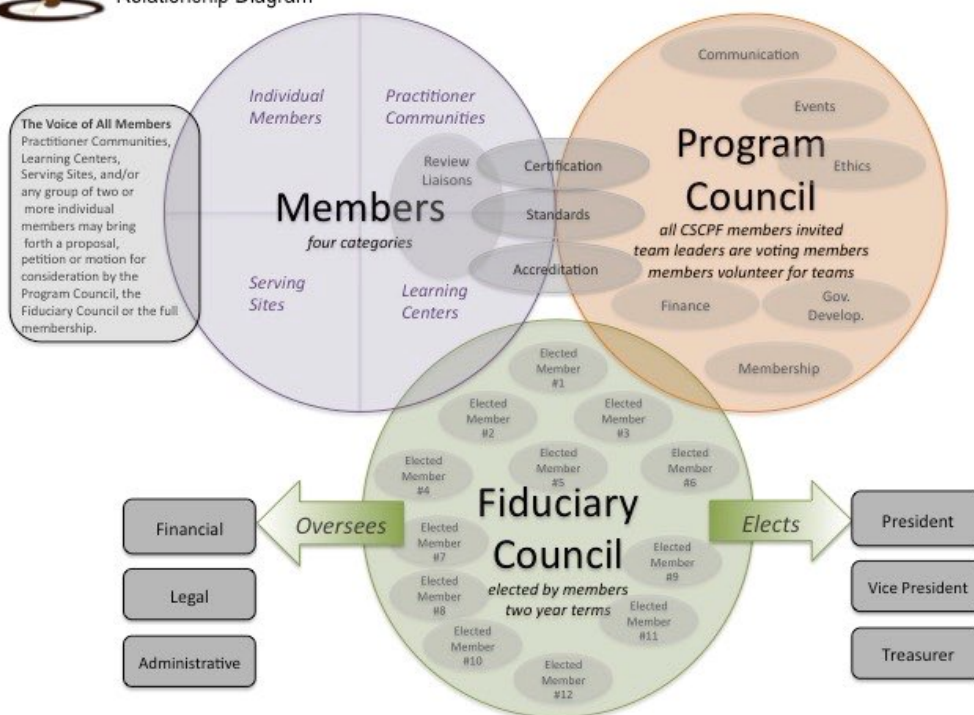 Relationship Diagram
The Voice of All Members
Practitioner Communities,
Learning Centers,
Serving Sites, and/or
any group of two or
more individual
members may bring
forth a proposal,
petition or motion for
consideration by the
Program Council, the
Fiduciary Council or the full
membership.
Individual
Members
Practitioner
Communities
Review
Liaisons
Members
four categories
Serving
Sites
Learning
Centers
Certification
Standards
Accreditation
Communication
Events
Ethics
Program
Council
all CSCPF members invited
team leaders are voting members
members volunteer for teams
Finance
Gov.
Develop.
Membership
Elected
Member
#1
Elected
Member
#2
Elected
Member
#3
Elected
Member
#4
Elected
Member
#5
Elected
Member
#6
Fiduciary
Council
elected by members
two year terms
Elected
Member
#7
Elected
Member
#8
Elected
Member
#9
Elected
Member
#10
Elected
Member
#11
Elected
Member
#12
Oversees
Financial
Legal
Administrative
Elects
President
Vice President
Treasurer